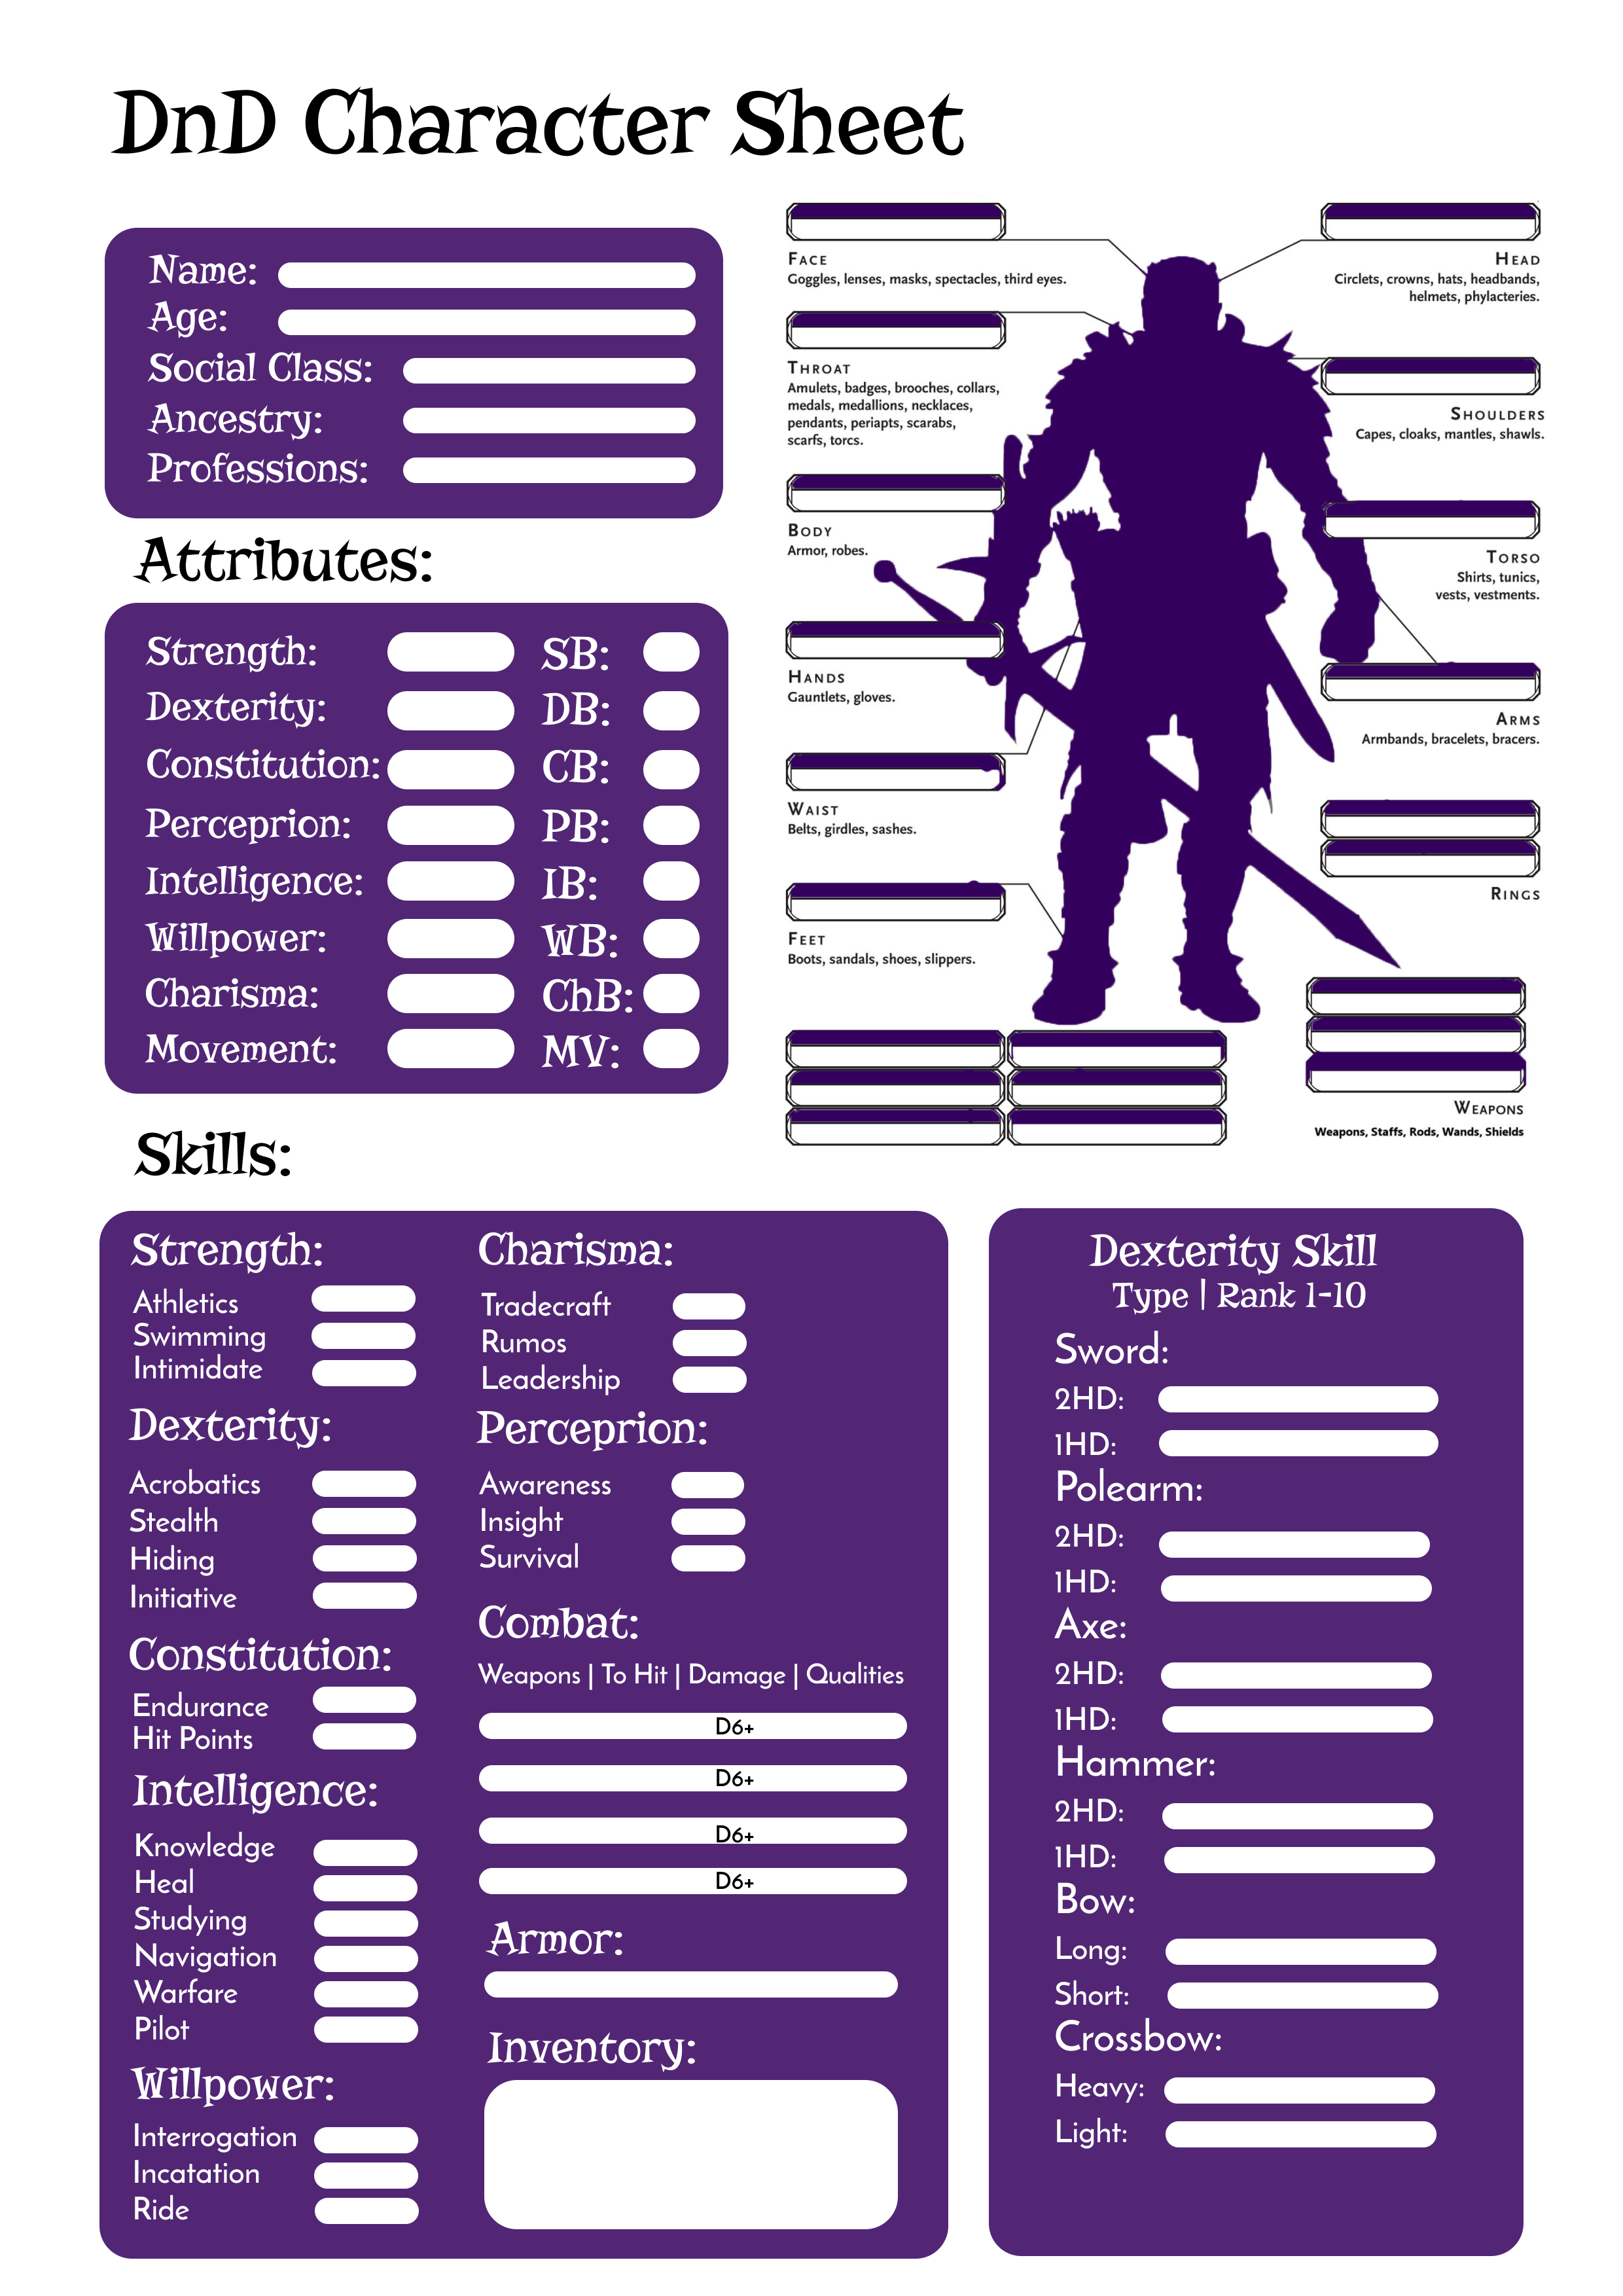 DnD Character Sheet
Name:
Age:
Social Class:
Ancestry:
Professions:
Attributes:
Strength: SB:
Dexterity: DB:
Constitution: CB:
Perceprion: PB:
Intelligence: IB:
Willpower: WB:
Charisma: ChB:
Movement: MV:
FACE
Goggles, lenses, masks, spectacles, third eyes.
THROAT
Amulets, badges, brooches, collars,
medals, medallions, necklaces,
pendants, periapts, scarabs,
scarfs, torcs.
BODY
Armor, robes.
HANDS
Gauntlets, gloves.
WAIST
Belts, girdles, sashes.
FEET
Boots, sandals, shoes, slippers.
HEAD
Circlets, crowns, hats, headbands,
helmets, phylacteries.
SHOULDERS
Capes, cloaks, mantles, shawls.
TORSO
Shirts, tunics,
vests, vestments.
ARMS
Armbands, bracelets, bracers.
RINGS
WEAPONS
Weapons, Staffs, Rods, Wands, Shields
Skills:
Strength:
Athletics
Swimming
Intimidate
Dexterity:
Acrobatics
Stealth
Hiding
Initiative
Constitution:
Endurance
Hit Points
Intelligence:
Knowledge
Heal
Studying
Navigation
Warfare
Pilot
Willpower:
Interrogation
Incatation
Ride
Charisma:
Tradecraft
Rumos
Leadership
Perceprion:
Awareness
Insight
Survival
Combat:
Weapons | To Hit | Damage | Qualities
D6+
D6+
D6+
D6+
Armor:
Inventory:
Dexterity Skill
Type | Rank 1-10
Sword:
2HD:
1HD:
Polearm:
2HD:
1HD:
Axe:
2HD:
1HD:
Hammer:
2HD:
1HD:
Bow:
Long:
Short:
Crossbow:
Heavy:
Light: